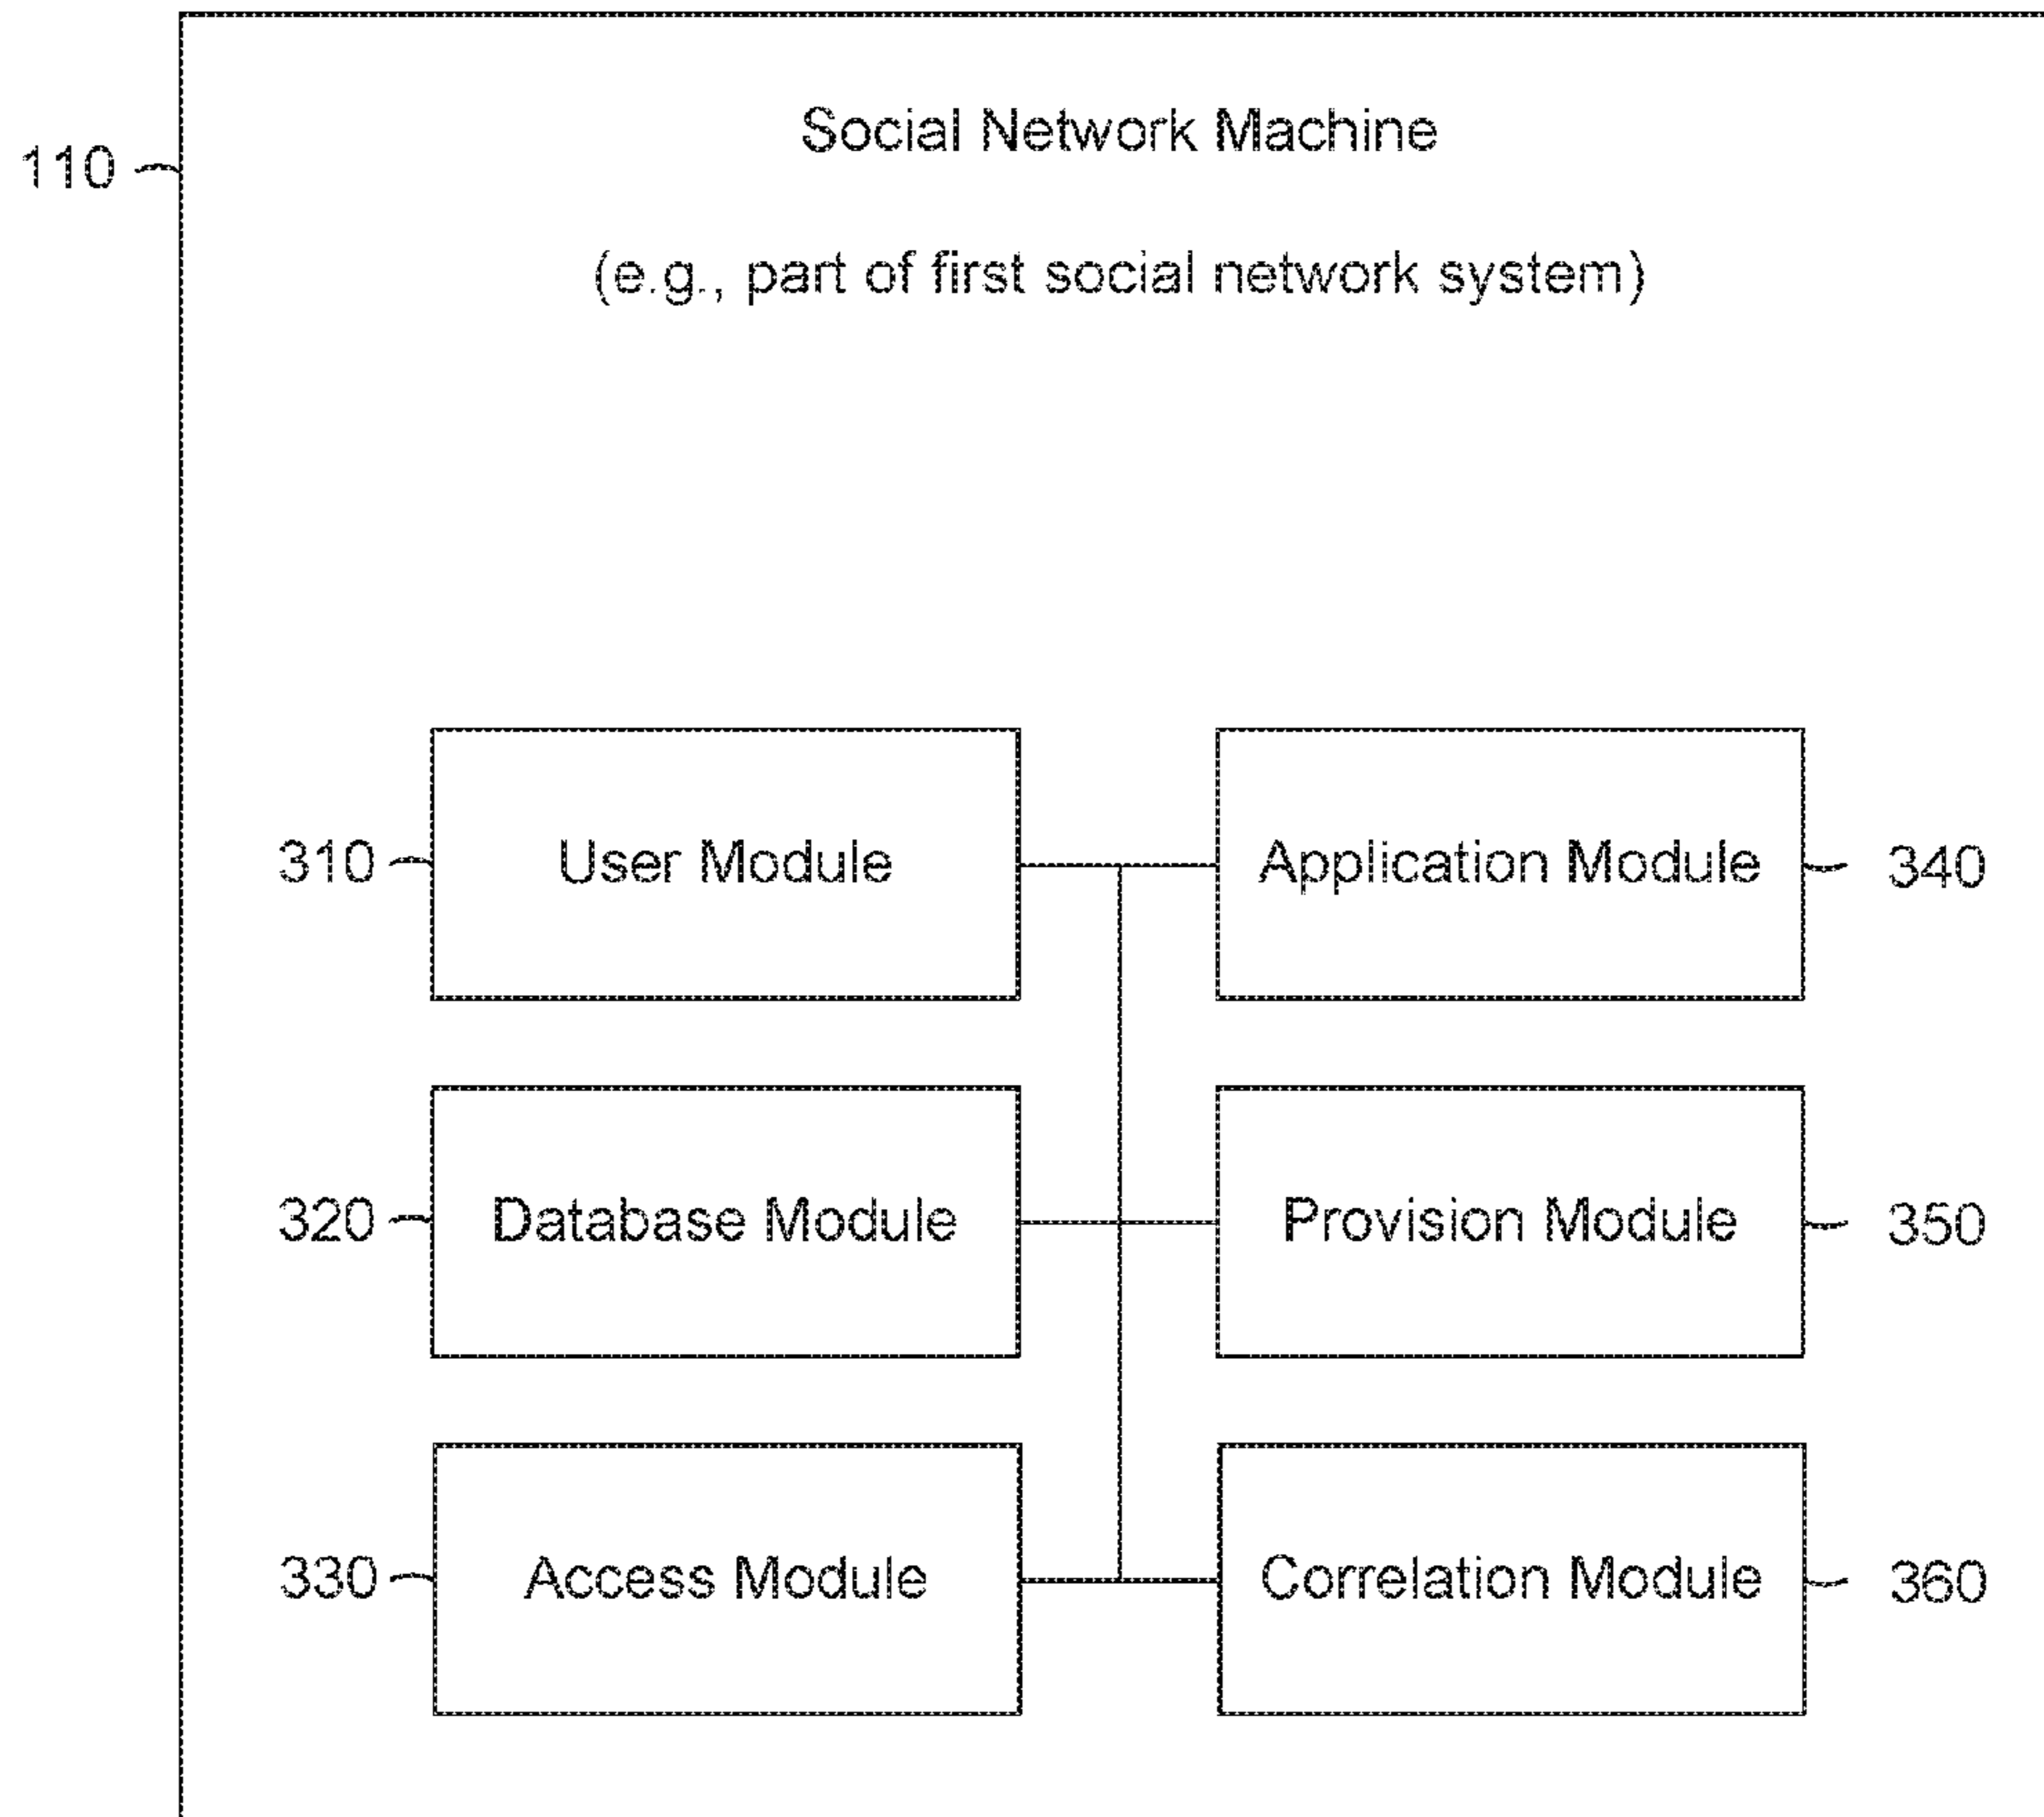 Social Network Machine
110
(e.g., part of first social network system)
310 User Module Application Module 340
320 Database Module Provision Module 350
330 Access Module Correlation Module 360